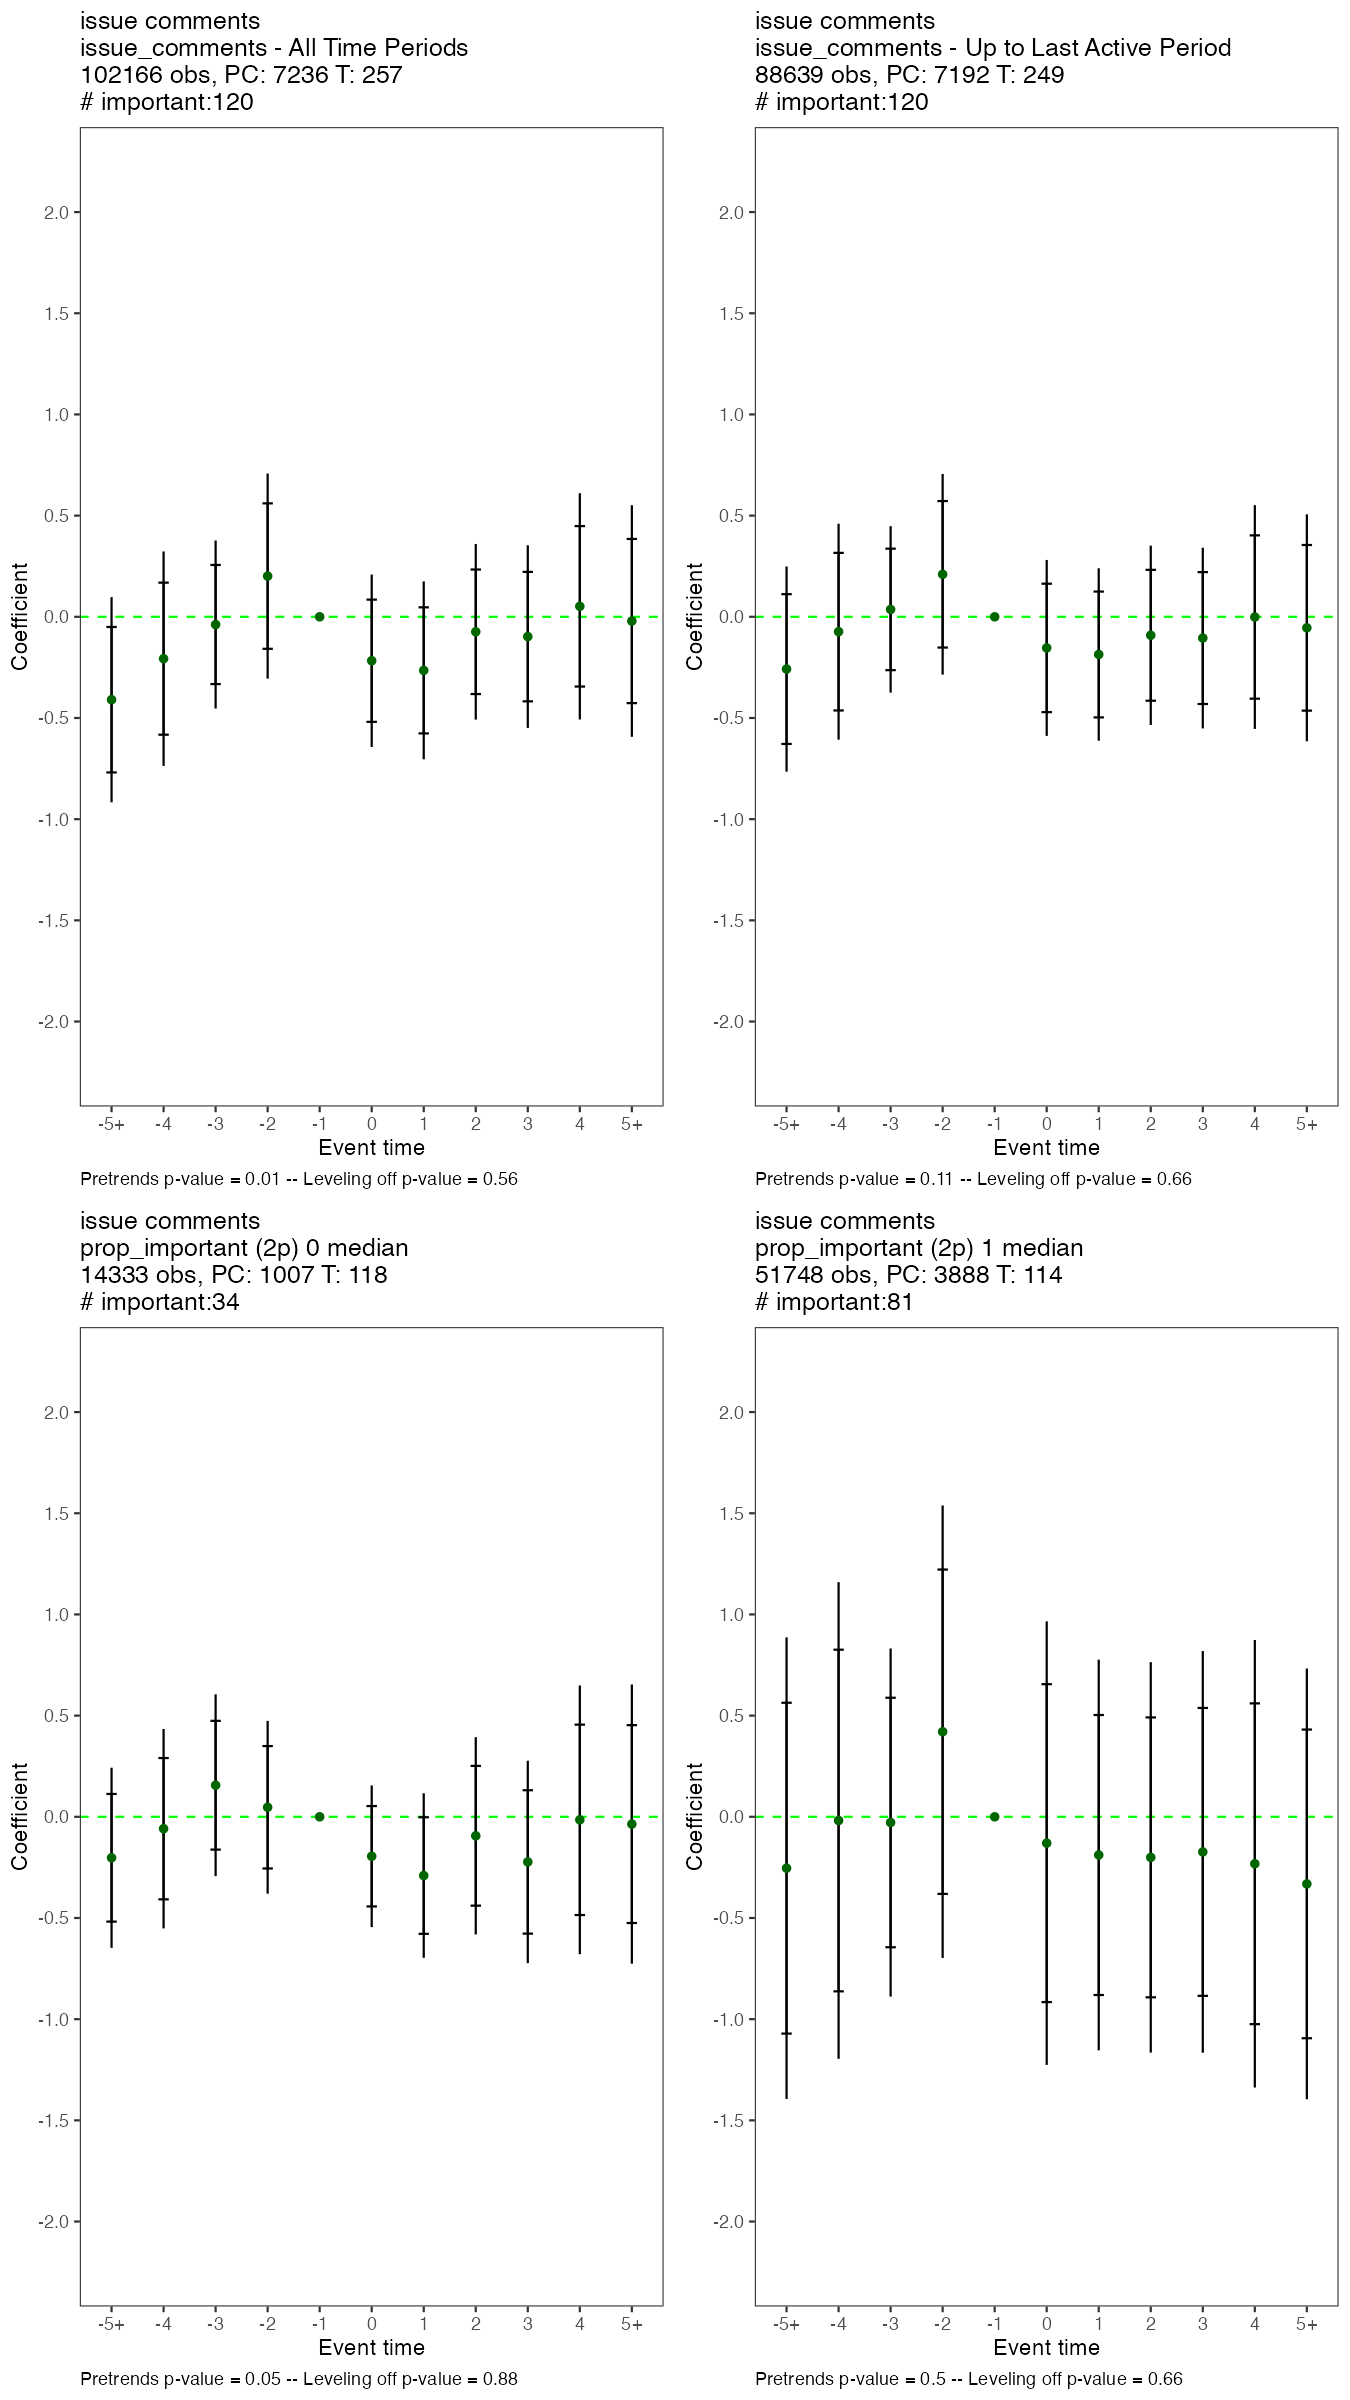 issue comments
issue_comments - All Time Periods
102166 obs, PC: 7236 T: 257
# important:120
2.0
1.5
1.0
0.5
0.0
-0.5
-1.0
-1.5
-2.0
Coefficient
-5+ -4 -3 -2 -1 0 1 2 3 4 5+
Event time
Pretrends p-value = 0.01 -- Leveling off p-value = 0.56
issue comments
issue_comments - Up to Last Active Period
88639 obs, PC: 7192 T: 249
# important:120
2.0
1.5
1.0
0.5
0.0
-0.5
-1.0
-1.5
-2.0
Coefficient
-5+ -4 -3 -2 -1 0 1 2 3 4 5+
Event time
Pretrends p-value = 0.11 -- Leveling off p-value = 0.66
issue comments
prop_important (2p) 0 median
14333 obs, PC: 1007 T: 118
# important:34
2.0
1.5
1.0
0.5
0.0
-0.5
-1.0
-1.5
-2.0
Coefficient
-5+ -4 -3 -2 -1 0 1 2 3 4 5+
Event time
Pretrends p-value = 0.05 -- Leveling off p-value = 0.88
issue comments
prop_important (2p) 1 median
51748 obs, PC: 3888 T: 114
# important:81
2.0
1.5
1.0
0.5
0.0
-0.5
-1.0
-1.5
-2.0
Coefficient
-5+ -4 -3 -2 -1 0 1 2 3 4 5+
Event time
Pretrends p-value = 0.5 -- Leveling off p-value = 0.66